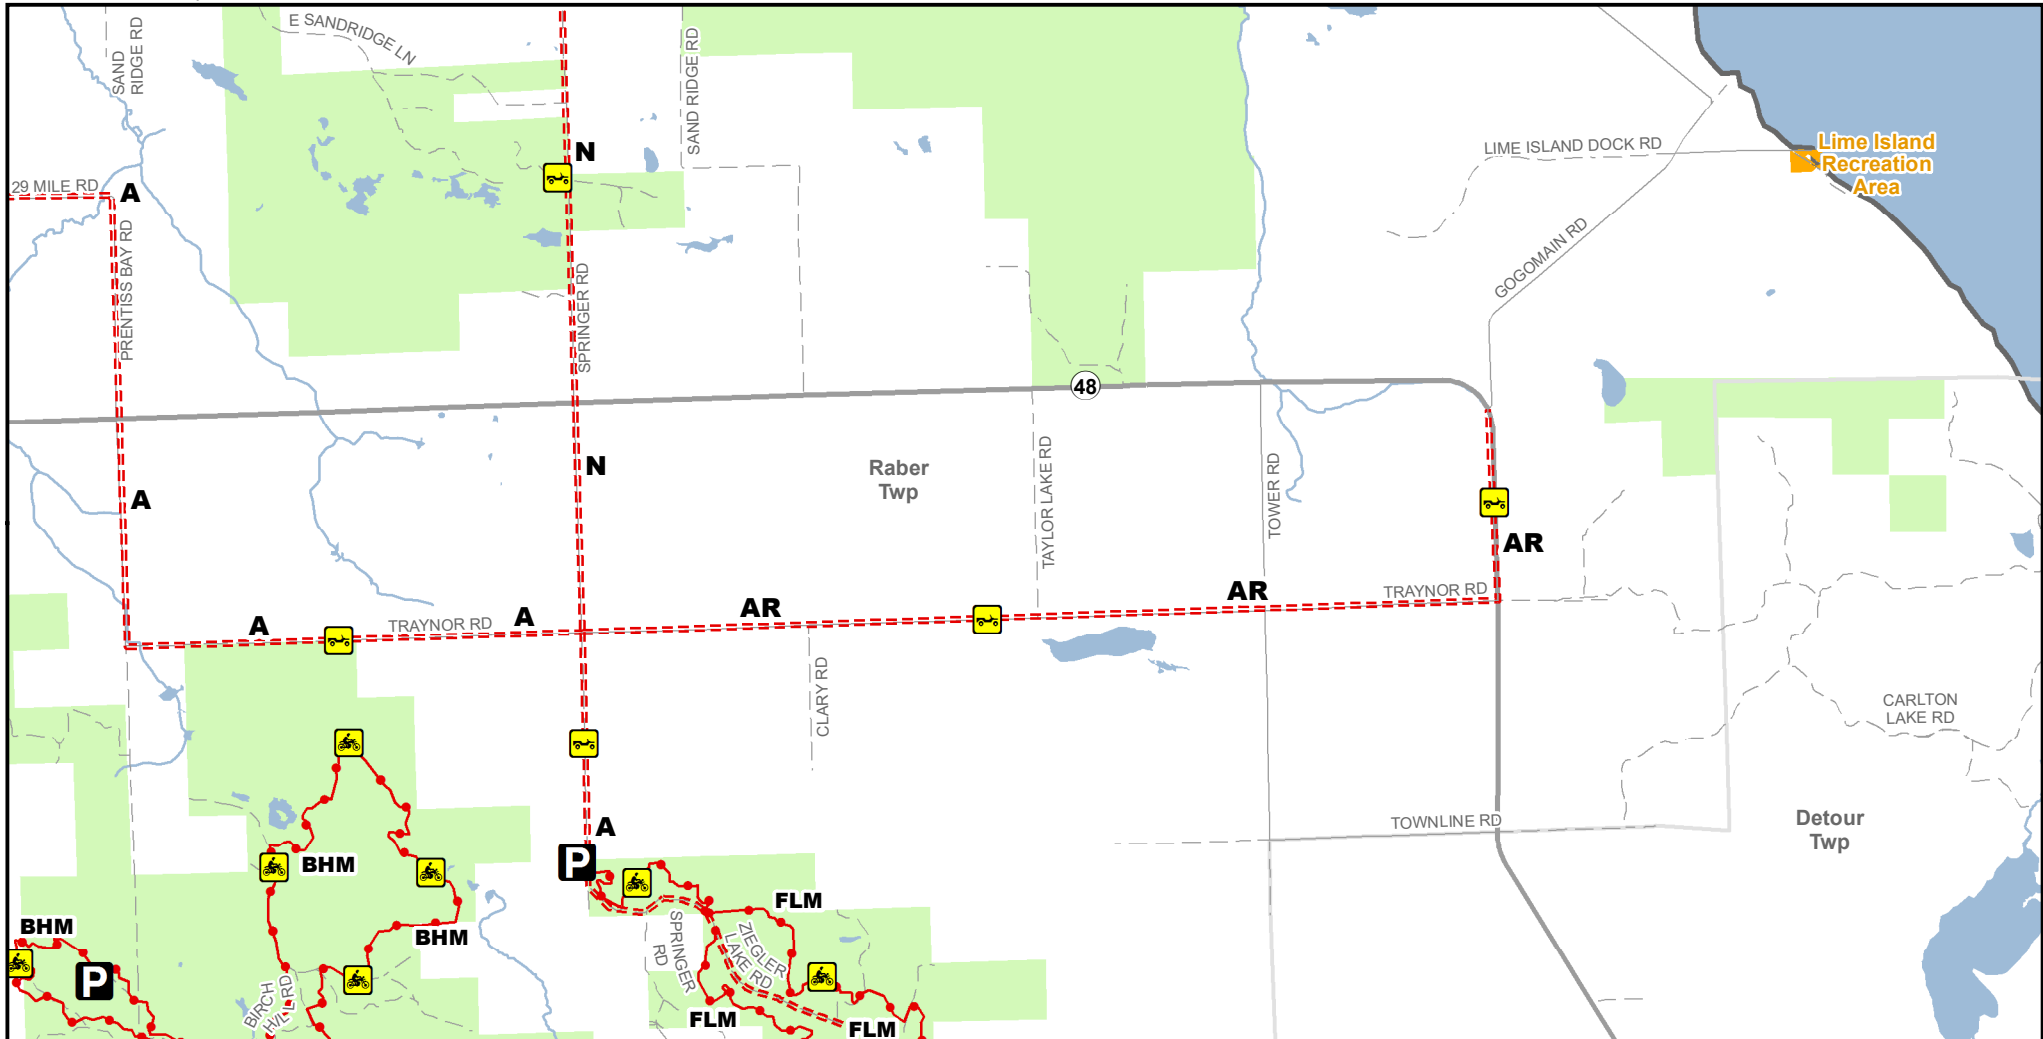 E SANDRIDGE LN
SAND
RIDGE RD
SAND RIDGE RD
N
29 MILE RD
A
LIME ISLAND DOCK RD
Lime Island
Recreation
Area
PRENTISS BAY RD
SPRINGER RD
GOGOMAIN RD
48
N
Raber
Twp
TAYLOR LAKE RD
TOWER RD
A
AR
A
TRAYNOR RD
A
AR
AR
TRAYNOR RD
CLARY RD
CARLTON
LAKE RD
A
TOWNLINE RD
Detour
Twp
P
BHM
FLM
BHM
BHM
SPRINGER
RD
ZIEGLER
LAKE RD
P
BIRCH
HILL RD
FLM
FLM